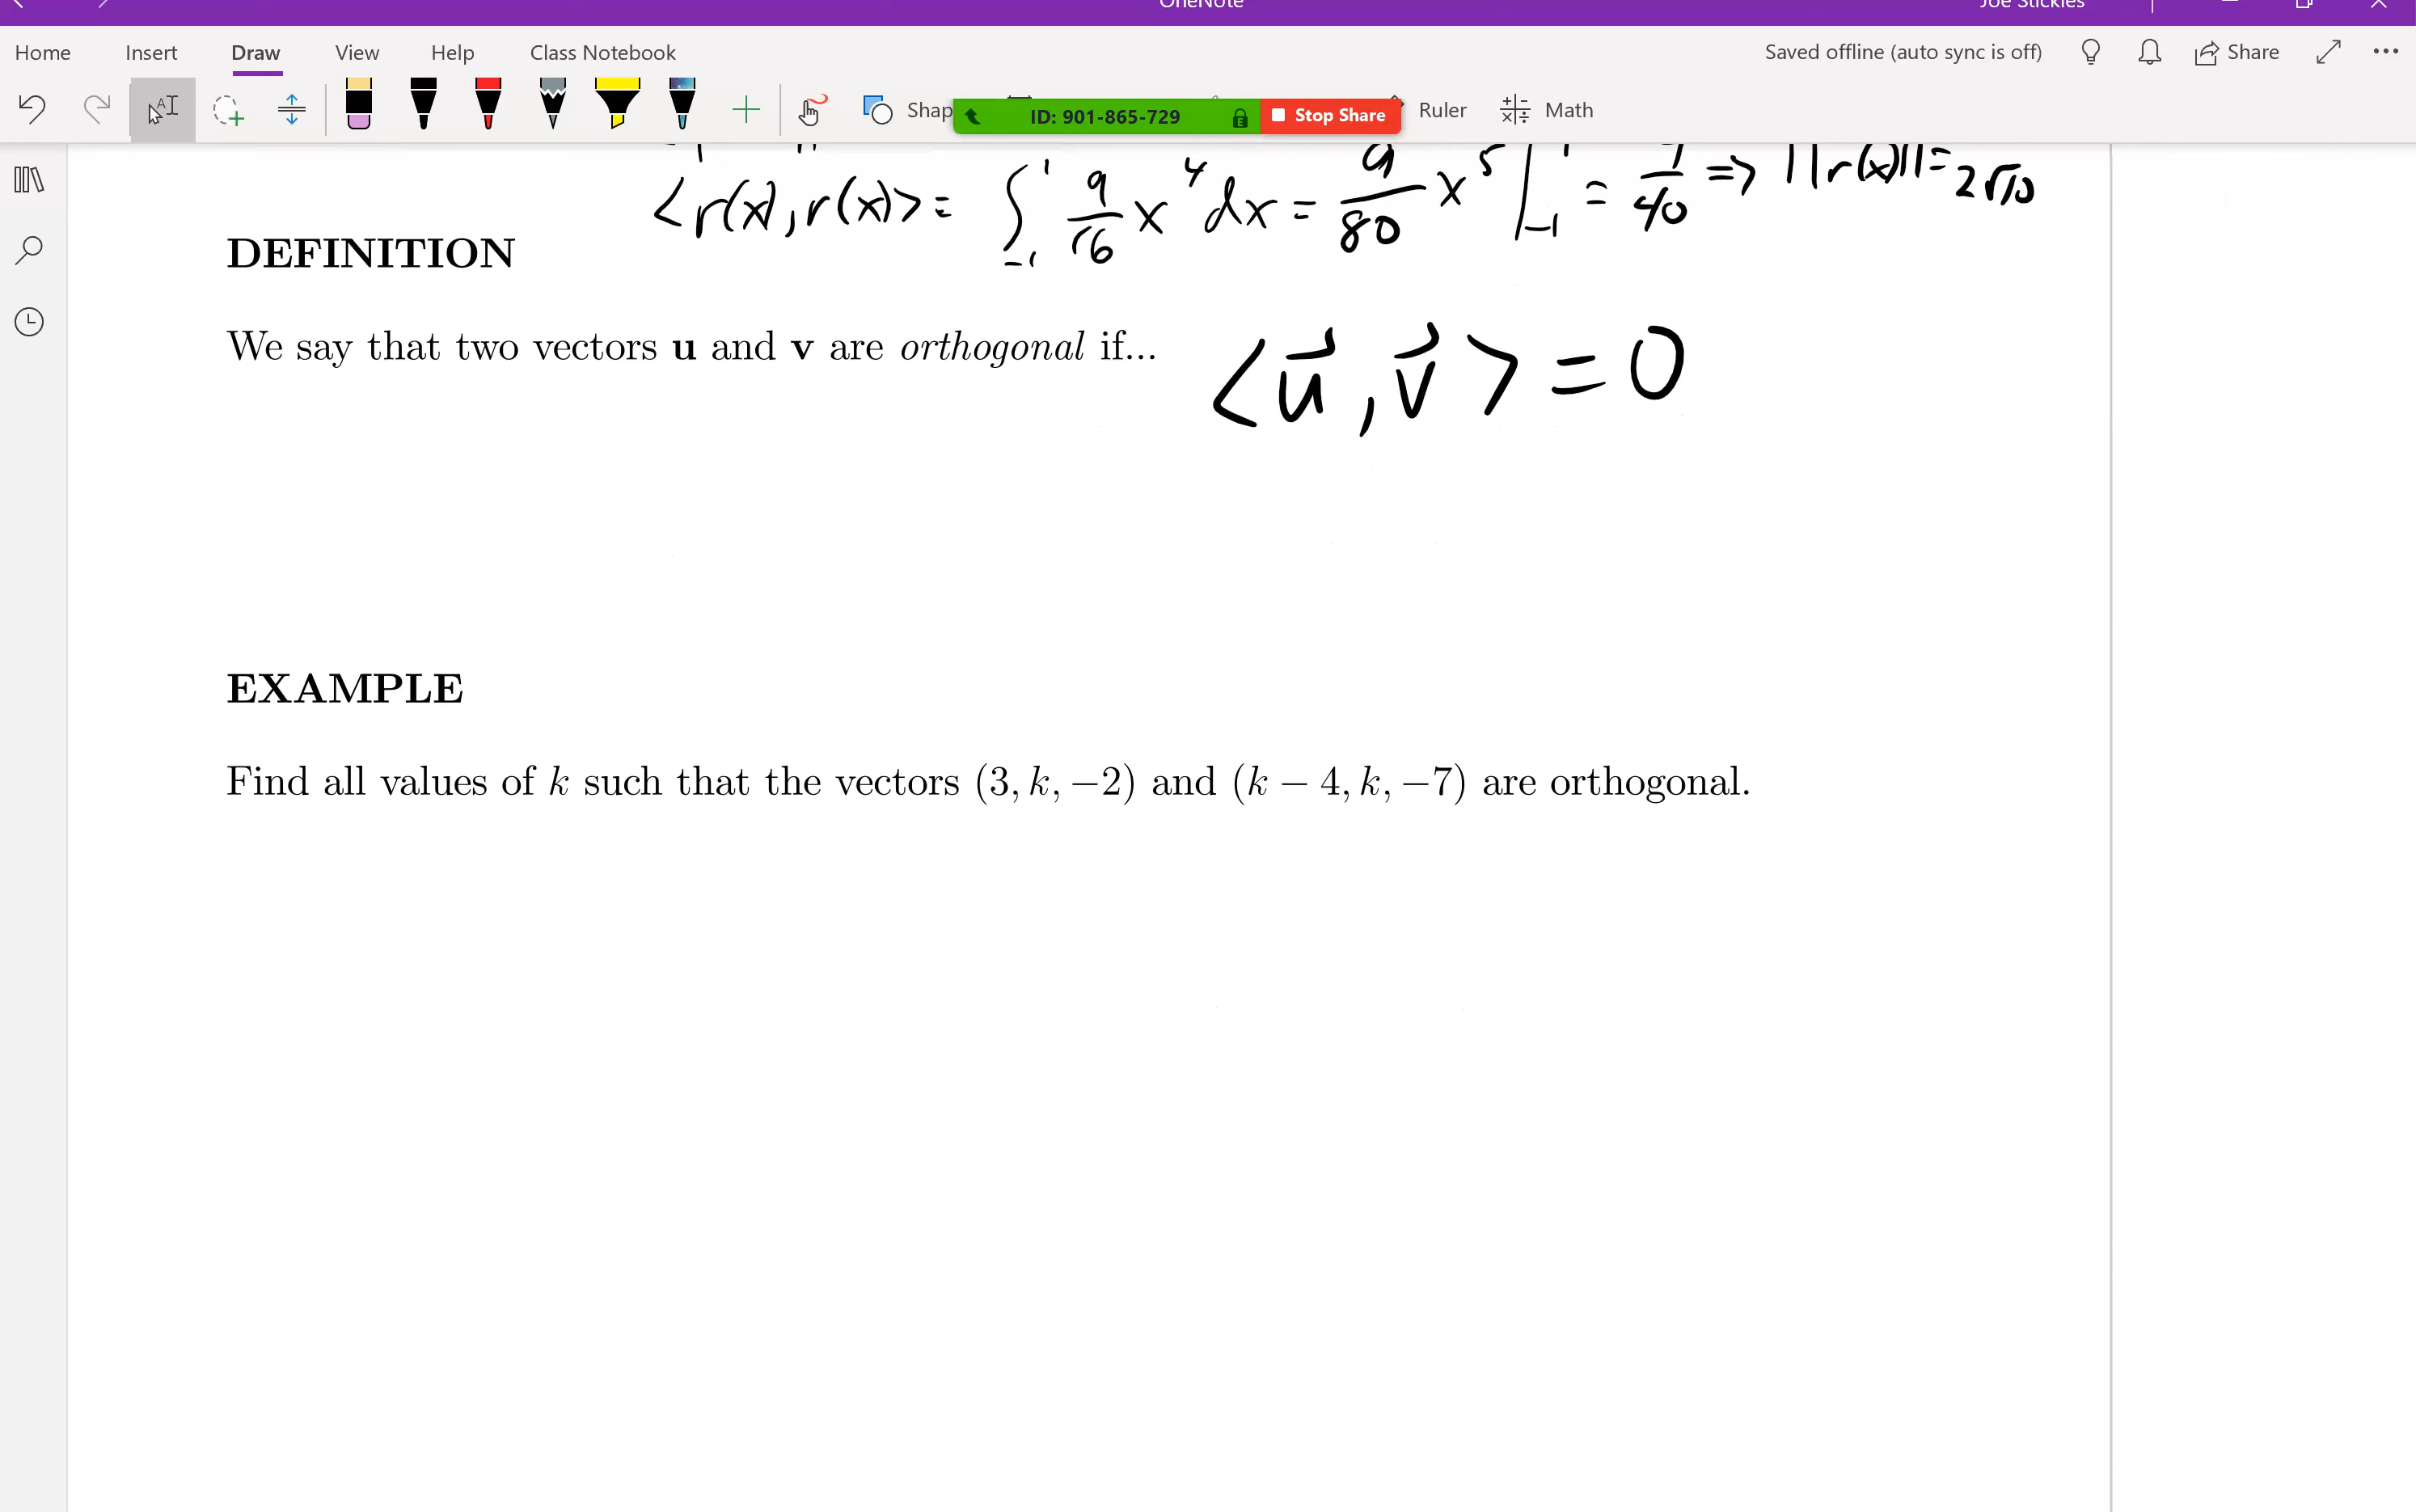 OneNote
Joe Stickles
Home Insert Draw View Help Class Notebook Saved offline (auto sync is off) Share
Shap ID: 901-865-729 Stop Share Ruler Math
<r(x),r(x)>= ∫₋₁¹ 9/16 x⁴dx = 9/80 x⁵|₋₁¹ = 9/40 => ||r(x)||= 2√10
DEFINITION
We say that two vectors u and v are orthogonal if... <u⃗,v⃗> = 0
EXAMPLE
Find all values of k such that the vectors (3, k, −2) and (k − 4, k, −7) are orthogonal.